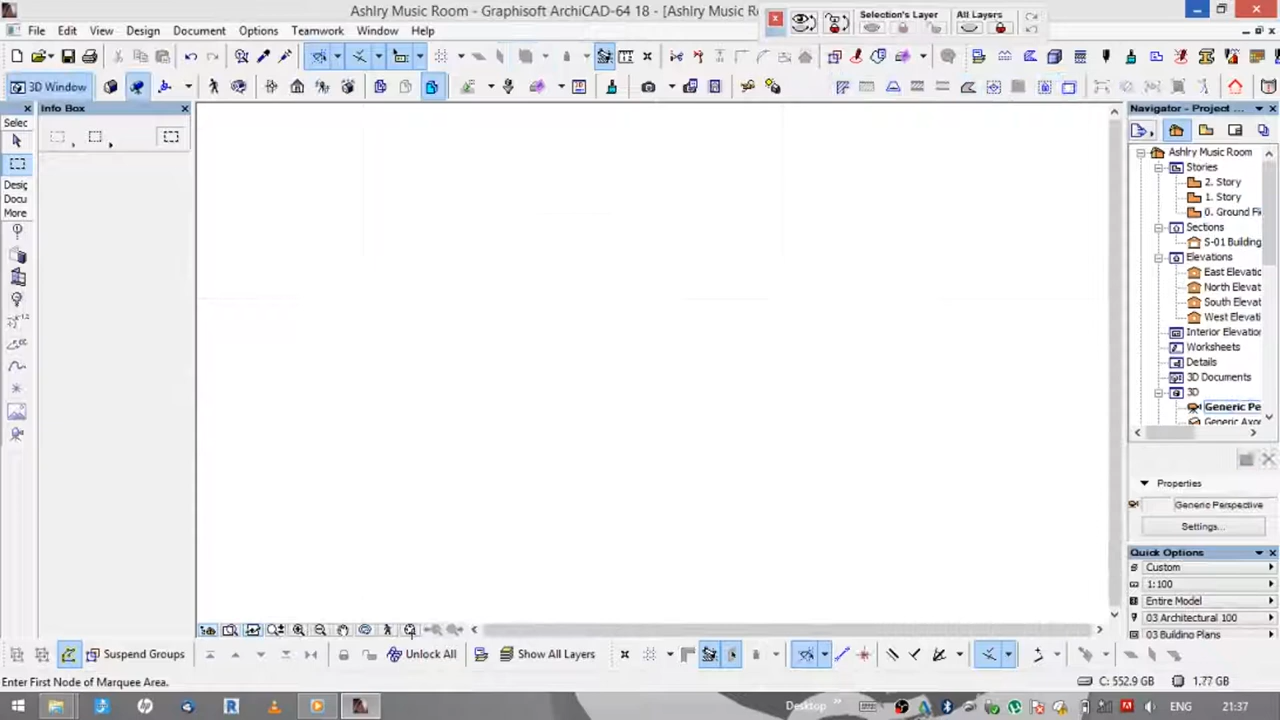 Ashlry Music Room - Graphisoft ArchiCAD-64 18 - [Ashlry Music Ro
Selection's Layer
All Layers
File Edit View Design Document Options Teamwork Window Help
3D Window
Info Box
Navigator - Project ...
Selec
Desig
Docu
More
Ashlry Music Room
Stories
2. Story
1. Story
0. Ground Fl
Sections
S-01 Building
Elevations
East Elevatio
North Elevat
South Elevat
West Elevati
Interior Elevation
Worksheets
Details
3D Documents
3D
Generic Pe
Generic Axor
Properties
Generic Perspective
Settings...
Quick Options
Custom
1:100
Entire Model
03 Architectural 100
03 Building Plans
Suspend Groups
Unlock All
Show All Layers
Enter First Node of Marquee Area.
C: 552.9 GB
1.77 GB
Desktop
ENG
21:37